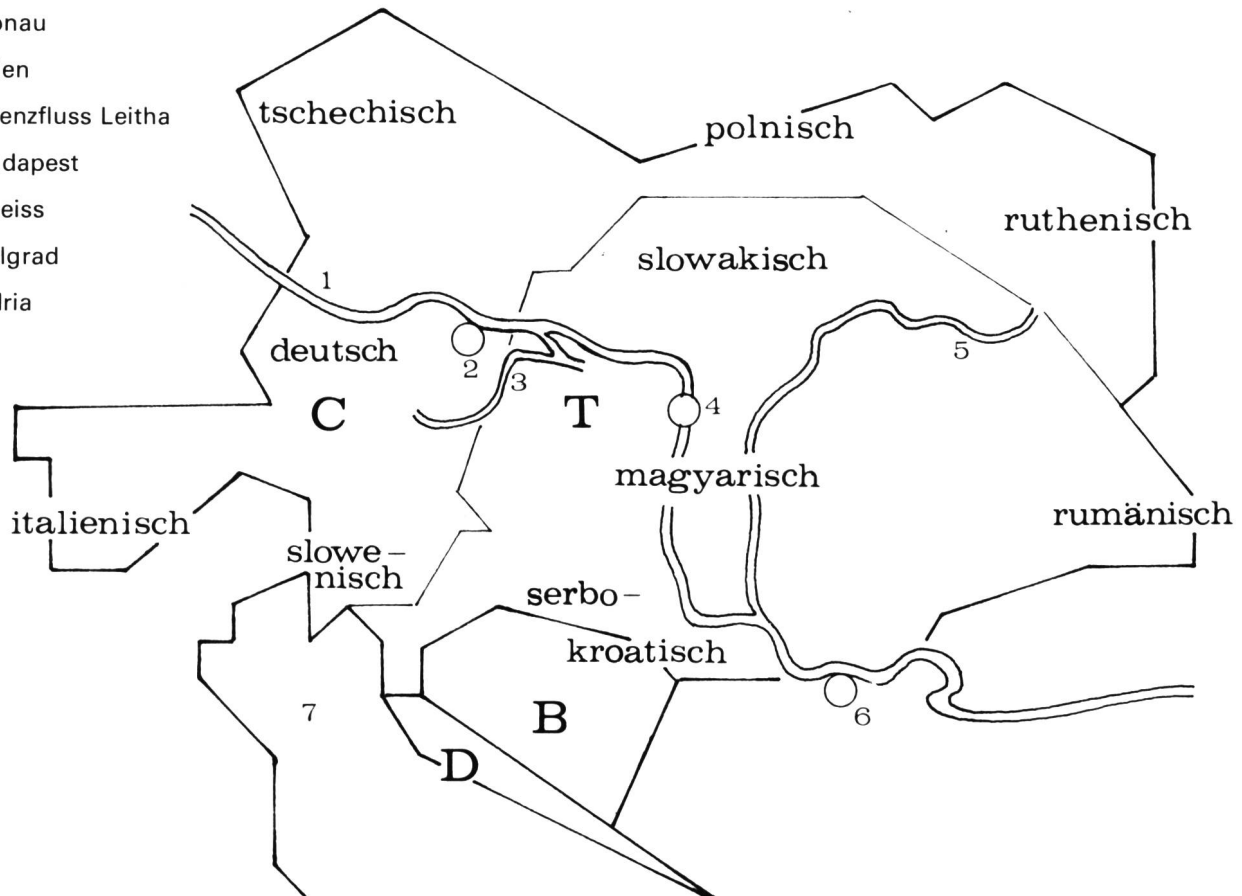 onau
en
enzfluss Leitha
dapest
eiss
lgrad
dria
tschechisch
polnisch
ruthenisch
slowakisch
1
deutsch
2
3
5
C
T
4
magyarisch
italienisch
rumänisch
slowe–
nisch
serbo–
kroatisch
7
B
6
D